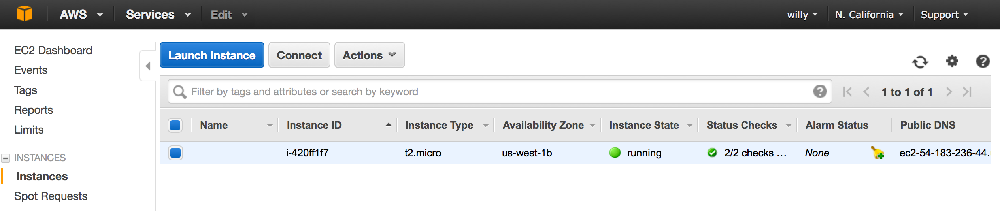 AWS Services Edit willy N. California Support
EC2 Dashboard
Events
Tags
Reports
Limits
INSTANCES
Instances
Spot Requests
Launch Instance Connect Actions
Filter by tags and attributes or search by keyword 1 to 1 of 1
Name Instance ID Instance Type Availability Zone Instance State Status Checks Alarm Status Public DNS
i-420ff1f7 t2.micro us-west-1b running 2/2 checks ... None ec2-54-183-236-44.